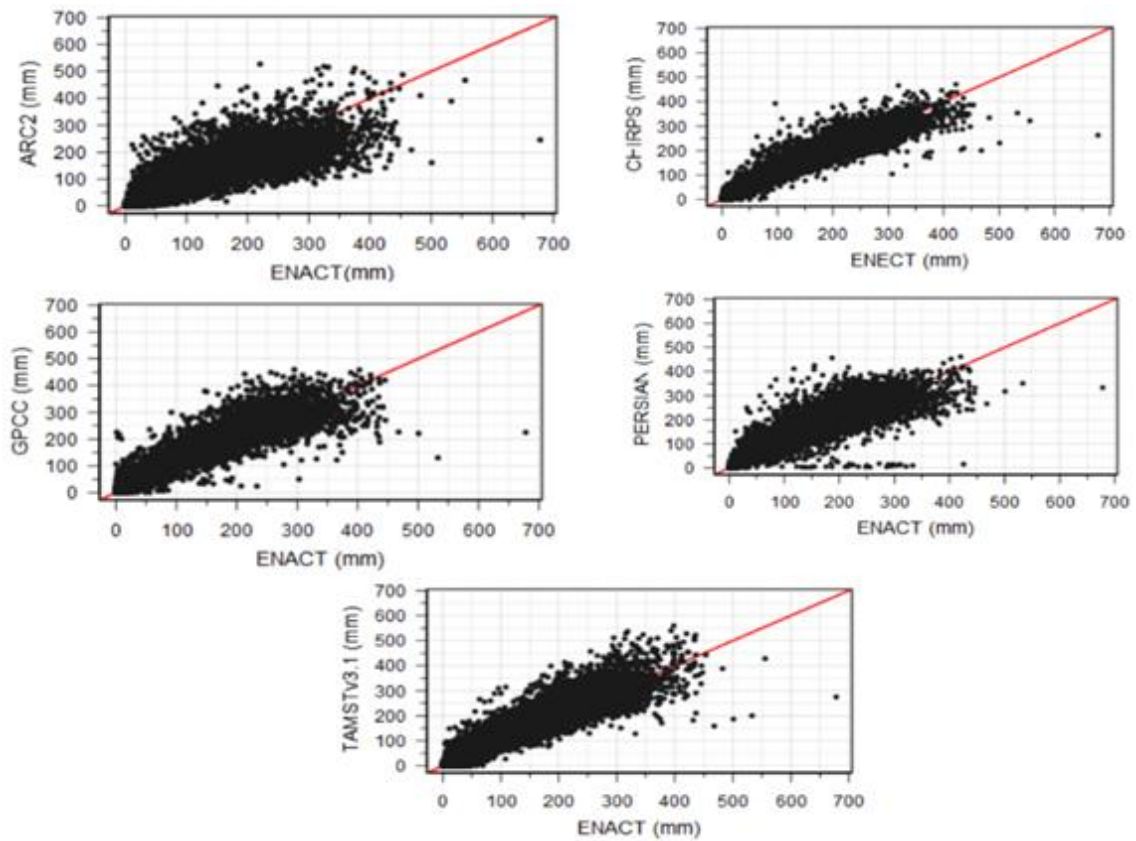 700
600
500
400
300
200
100
0
ARC2 (mm)
0 100 200 300 400 500 600 700
ENACT(mm)
700
600
500
400
300
200
100
0
CHIRPS (mm)
0 100 200 300 400 500 600 700
ENECT (mm)
700
600
500
400
300
200
100
0
GPCC (mm)
0 100 200 300 400 500 600 700
ENACT (mm)
700
600
500
400
300
200
100
0
PERSIAN (mm)
0 100 200 300 400 500 600 700
ENACT (mm)
700
600
500
400
300
200
100
0
TAMSTv3.1 (mm)
0 100 200 300 400 500 600 700
ENACT (mm)